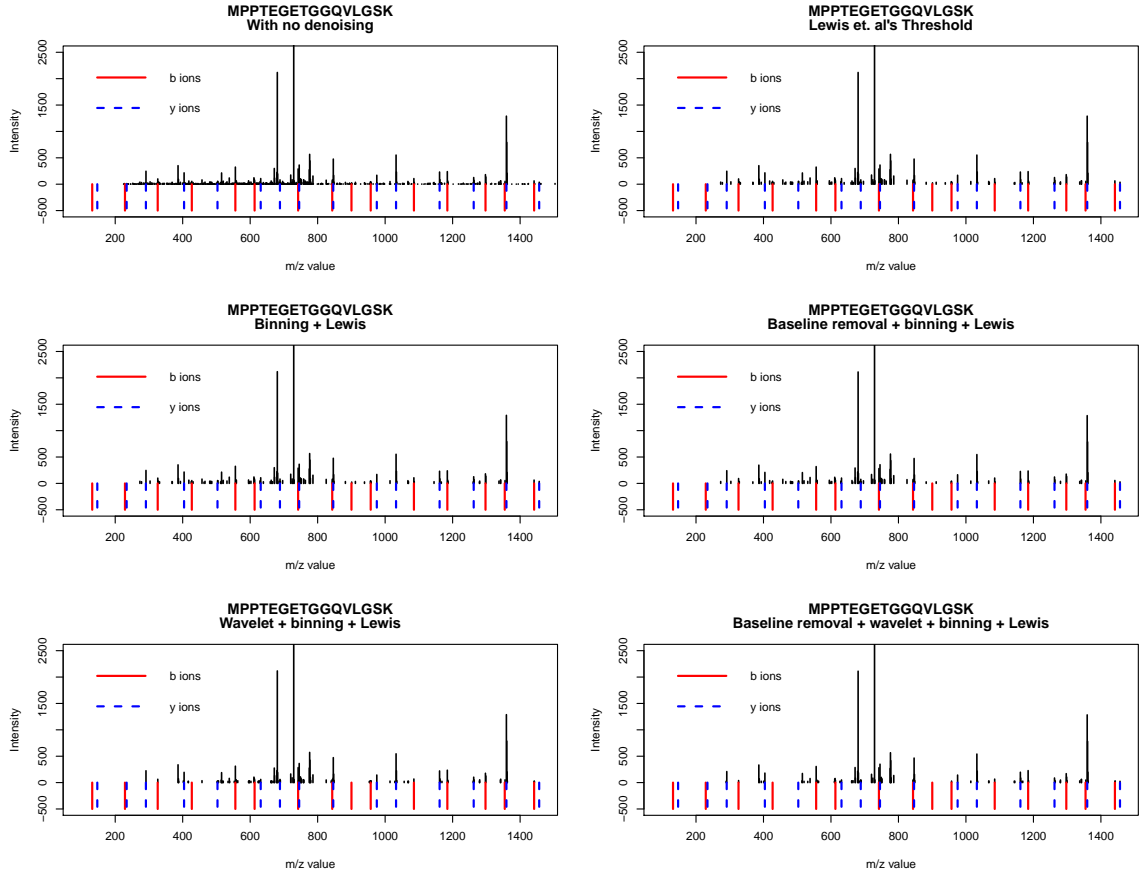 MPPTEGETGGQVLGSK
With no denoising
2500
1500
500
0
−500
Intensity
b ions
y ions
200 400 600 800 1000 1200 1400
m/z value
MPPTEGETGGQVLGSK
Lewis et. al's Threshold
2500
1500
500
0
−500
Intensity
b ions
y ions
200 400 600 800 1000 1200 1400
m/z value
MPPTEGETGGQVLGSK
Binning + Lewis
2500
1500
500
0
−500
Intensity
b ions
y ions
200 400 600 800 1000 1200 1400
m/z value
MPPTEGETGGQVLGSK
Baseline removal + binning + Lewis
2500
1500
500
0
−500
Intensity
b ions
y ions
200 400 600 800 1000 1200 1400
m/z value
MPPTEGETGGQVLGSK
Wavelet + binning + Lewis
2500
1500
500
0
−500
Intensity
b ions
y ions
200 400 600 800 1000 1200 1400
m/z value
MPPTEGETGGQVLGSK
Baseline removal + wavelet + binning + Lewis
2500
1500
500
0
−500
Intensity
b ions
y ions
200 400 600 800 1000 1200 1400
m/z value